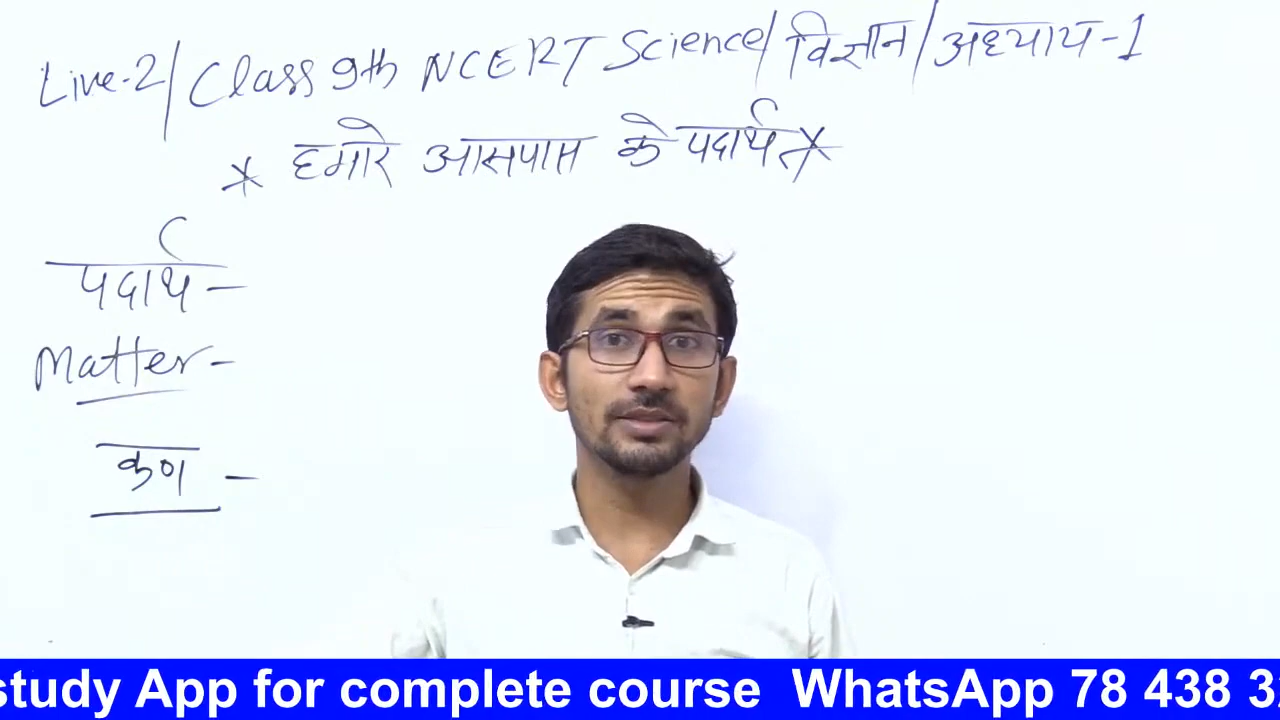 Live-2/Class 9th NCERT Science/विज्ञान/अध्याय-1
* हमारे आसपास के पदार्थ *
पदार्थ -
Matter -
कण -
study App for complete course WhatsApp 78 438 3